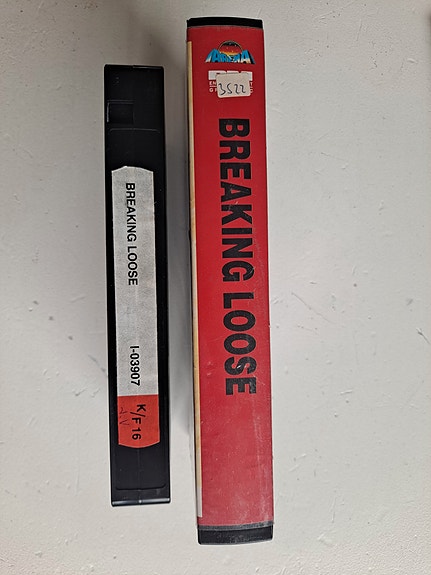 BREAKING LOOSE
I-03907
K/F 16
3522
BREAKING LOOSE